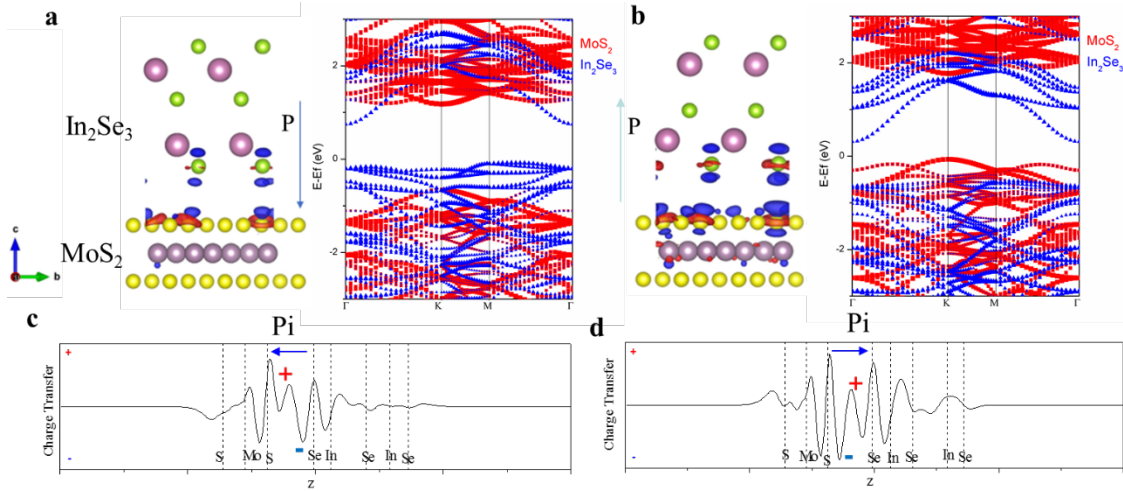 a
In₂Se₃
P
MoS₂
c
b
E-Ef (eV)
2
0
-2
Γ
K
M
Γ
MoS₂
In₂Se₃
b
P
E-Ef (eV)
2
0
-2
Γ
K
M
Γ
MoS₂
In₂Se₃
c
Pi
Charge Transfer
+
-
+
-
S
Mo
S
Se
In
Se
In
Se
z
d
Pi
Charge Transfer
+
-
+
-
S
Mo
S
Se
In
Se
In
Se
z